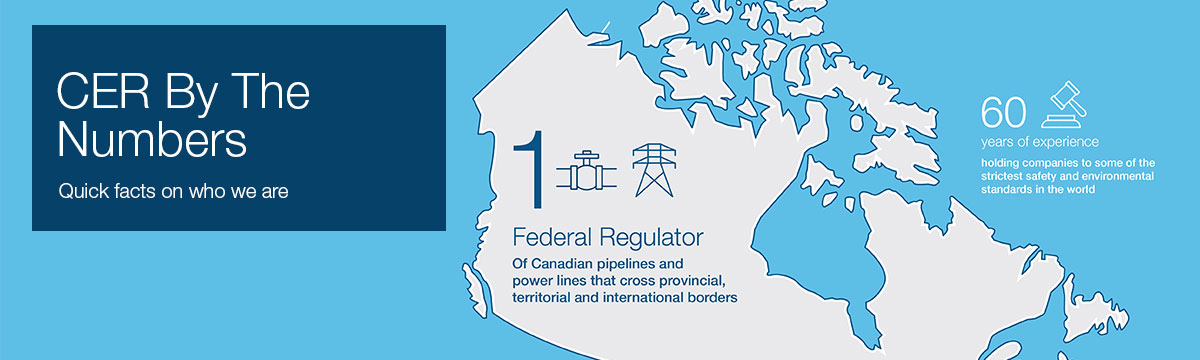 CER By The
Numbers
Quick facts on who we are
1
Federal Regulator
Of Canadian pipelines and
power lines that cross provincial,
territorial and international borders
60
years of experience
holding companies to some of the
strictest safety and environmental
standards in the world